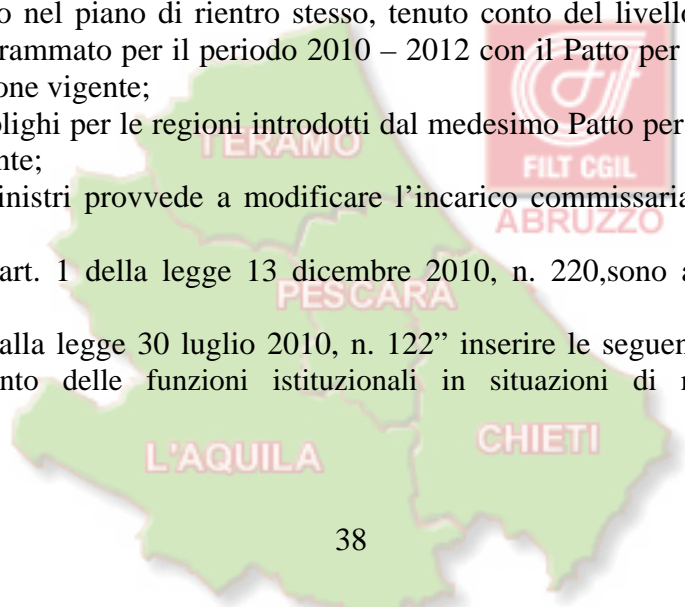 o nel piano di rientro stesso, tenuto conto del livello
rammato per il periodo 2010 – 2012 con il Patto per
one vigente;
olighi per le regioni introdotti dal medesimo Patto per
nte;
TERAMO
FILT CGIL
inistri provvede a modificare l'incarico commissaria
ABRUZZO
art. 1 della legge 13 dicembre 2010, n. 220,sono a
PESCARA
alla legge 30 luglio 2010, n. 122” inserire le seguen
nto delle funzioni istituzionali in situazioni di
L'AQUILA
CHIETI
38